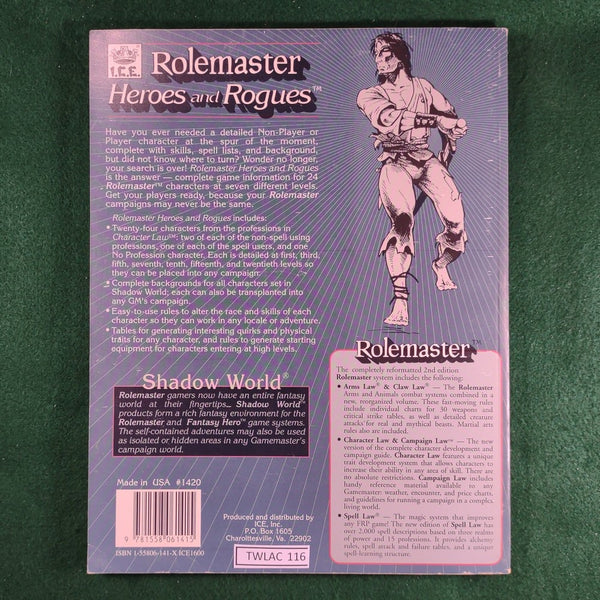 I.C.E.
Rolemaster
Heroes and Rogues™
Have you ever needed a detailed Non-Player or
Player character at the spur of the moment,
complete with skills, spell lists, and background,
but did not know where to turn? Wonder no longer,
your search is over! Rolemaster Heroes and Rogues
is the answer — complete game information for 24
Rolemaster™ characters at seven different levels.
Get your players ready, because your Rolemaster
campaigns may never be the same.
Rolemaster Heroes and Rogues includes:
• Twenty-four characters from the professions in
Character Law™: two of each of the non-spell using
professions, one of each of the spell users, and one
No Profession character. Each is detailed at first, third,
fifth, seventh, tenth, fifteenth, and twentieth levels so
they can be placed into any campaign.
• Complete backgrounds for all characters set in
Shadow World; each can also be transplanted into
any GM's campaign.
• Easy-to-use rules to alter the race and skills of each
character so they can work in any locale or adventure.
• Tables for generating interesting quirks and physical
traits for any character, and rules to generate starting
equipment for characters entering at high levels.
Shadow World®
Rolemaster gamers now have an entire fantasy
world at their fingertips. Shadow World™
products form a rich fantasy environment for the
Rolemaster and Fantasy Hero™ game systems.
The self-contained adventures may also be used
as isolated or hidden areas in any Gamemaster's
campaign world.
Made in USA #1420
9 781558 061415
ISBN 1-55806-141-X ICE1600
Produced and distributed by
ICE, Inc.
P.O. Box 1605
Charlottesville, Va. 22902
TWLAC 116
Rolemaster™
The completely reformatted 2nd edition
Rolemaster system includes the following:
• Arms Law® & Claw Law® — The Rolemaster
Arms and Animals combat systems combined in a
new, reorganized volume. These fast-moving rules
include individual charts for 30 weapons and
critical strike tables, as well as detailed creature
attacks for real and mythical beasts. Martial arts
rules also are included.
• Character Law & Campaign Law™ — The new
version of the complete character development and
campaign guide. Character Law features a unique
trait development system that allows characters to
increase their ability in any area of skill. There are
no absolute restrictions. Campaign Law includes
handy reference material available to any
Gamemaster: weather, encounter, and price charts,
and guidelines for running a campaign in a complex,
living world.
• Spell Law® — The magic system that improves
any FRP game! The new edition of Spell Law has
over 2,000 spell descriptions based on three realms
of power and 15 professions. It also has alchemy
rules, spell attack and failure tables, and a unique
spell-learning structure.